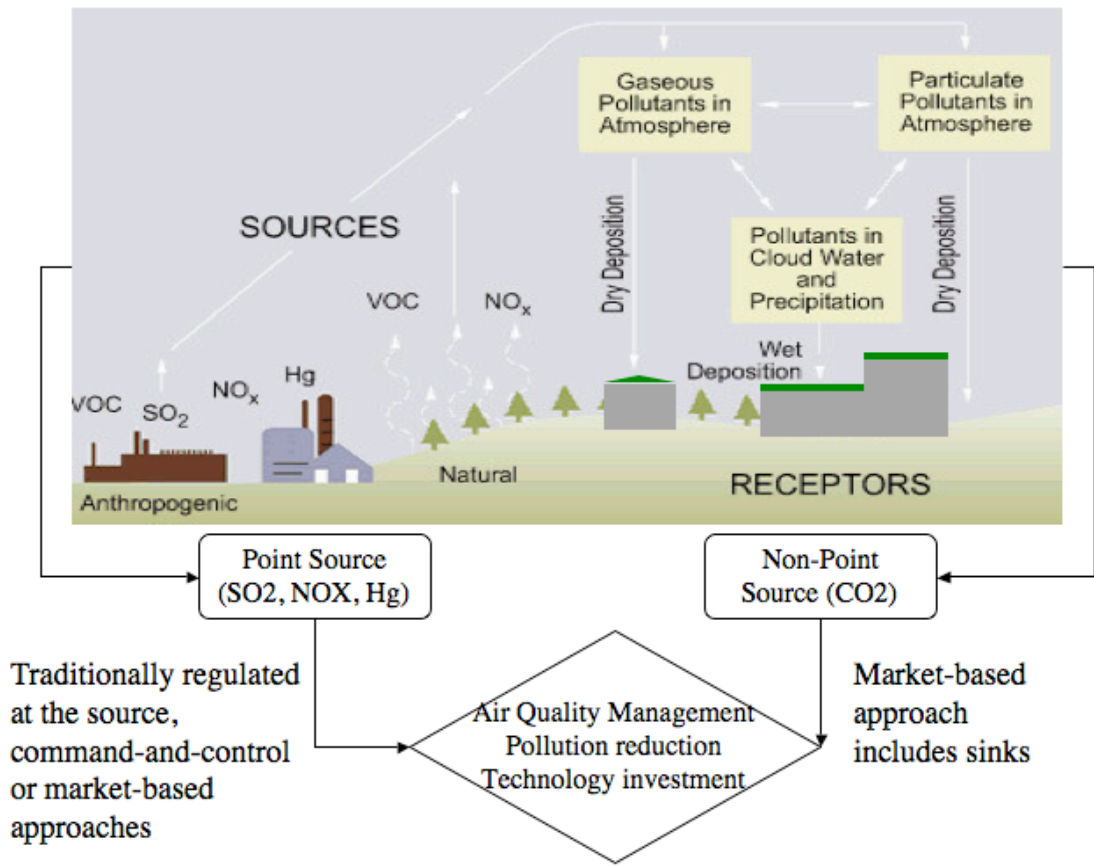 Gaseous
Pollutants in
Atmosphere
Particulate
Pollutants in
Atmosphere
SOURCES
Dry Deposition
Dry Deposition
Pollutants in
Cloud Water
and
Precipitation
VOC
NOx
Wet
Deposition
Hg
NOx
VOC
SO2
Natural
Anthropogenic
RECEPTORS
Point Source
(SO2, NOX, Hg)
Non-Point
Source (CO2)
Traditionally regulated
at the source,
command-and-control
or market-based
approaches
Air Quality Management
Pollution reduction
Technology investment
Market-based
approach
includes sinks